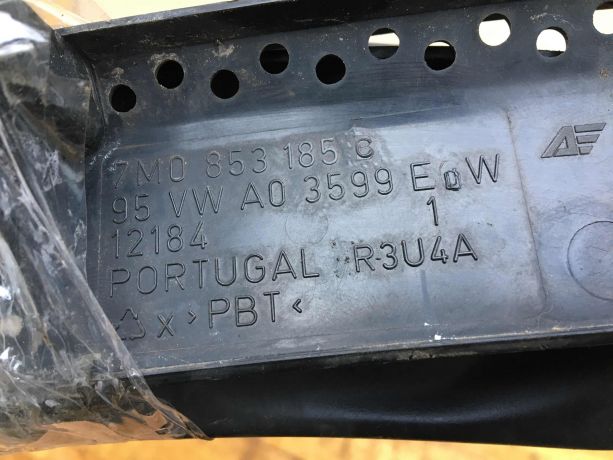 7M0 853 185 C
95 VW A0 3599 E W
12184 1
PORTUGAL R3U4A
x >PBT<